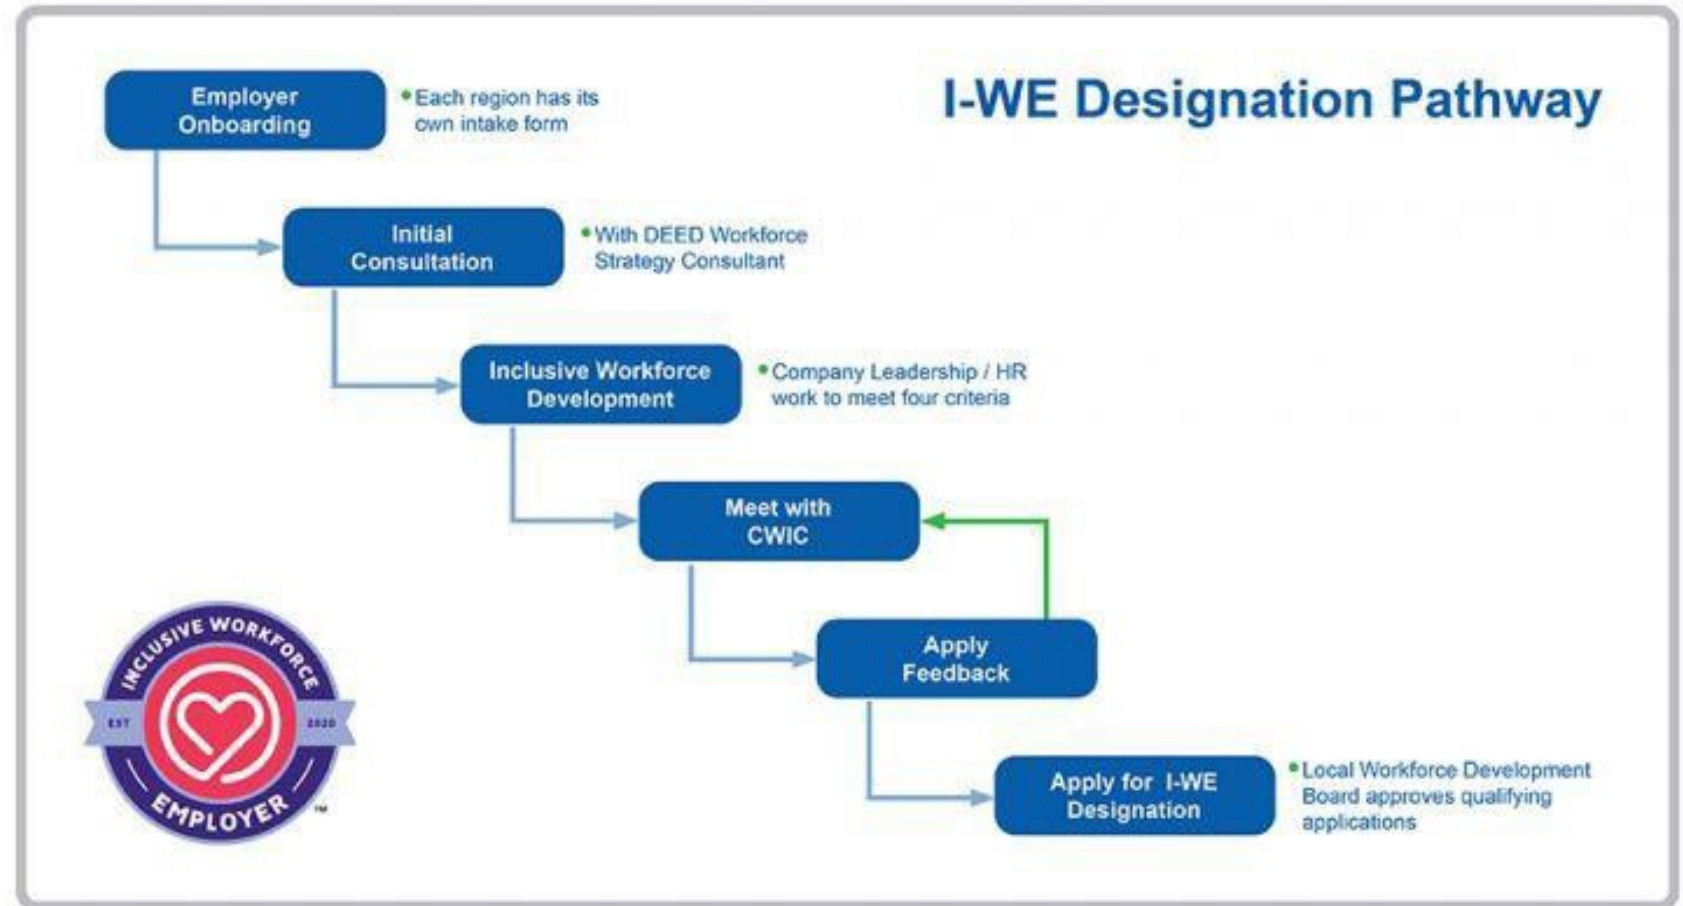 I-WE Designation Pathway
Employer
Onboarding
• Each region has its
own intake form
Initial
Consultation
• With DEED Workforce
Strategy Consultant
Inclusive Workforce
Development
• Company Leadership / HR
work to meet four criteria
Meet with
CWIC
Apply
Feedback
Apply for I-WE
Designation
• Local Workforce Development
Board approves qualifying
applications
INCLUSIVE WORKFORCE
EST 2020
EMPLOYER
™